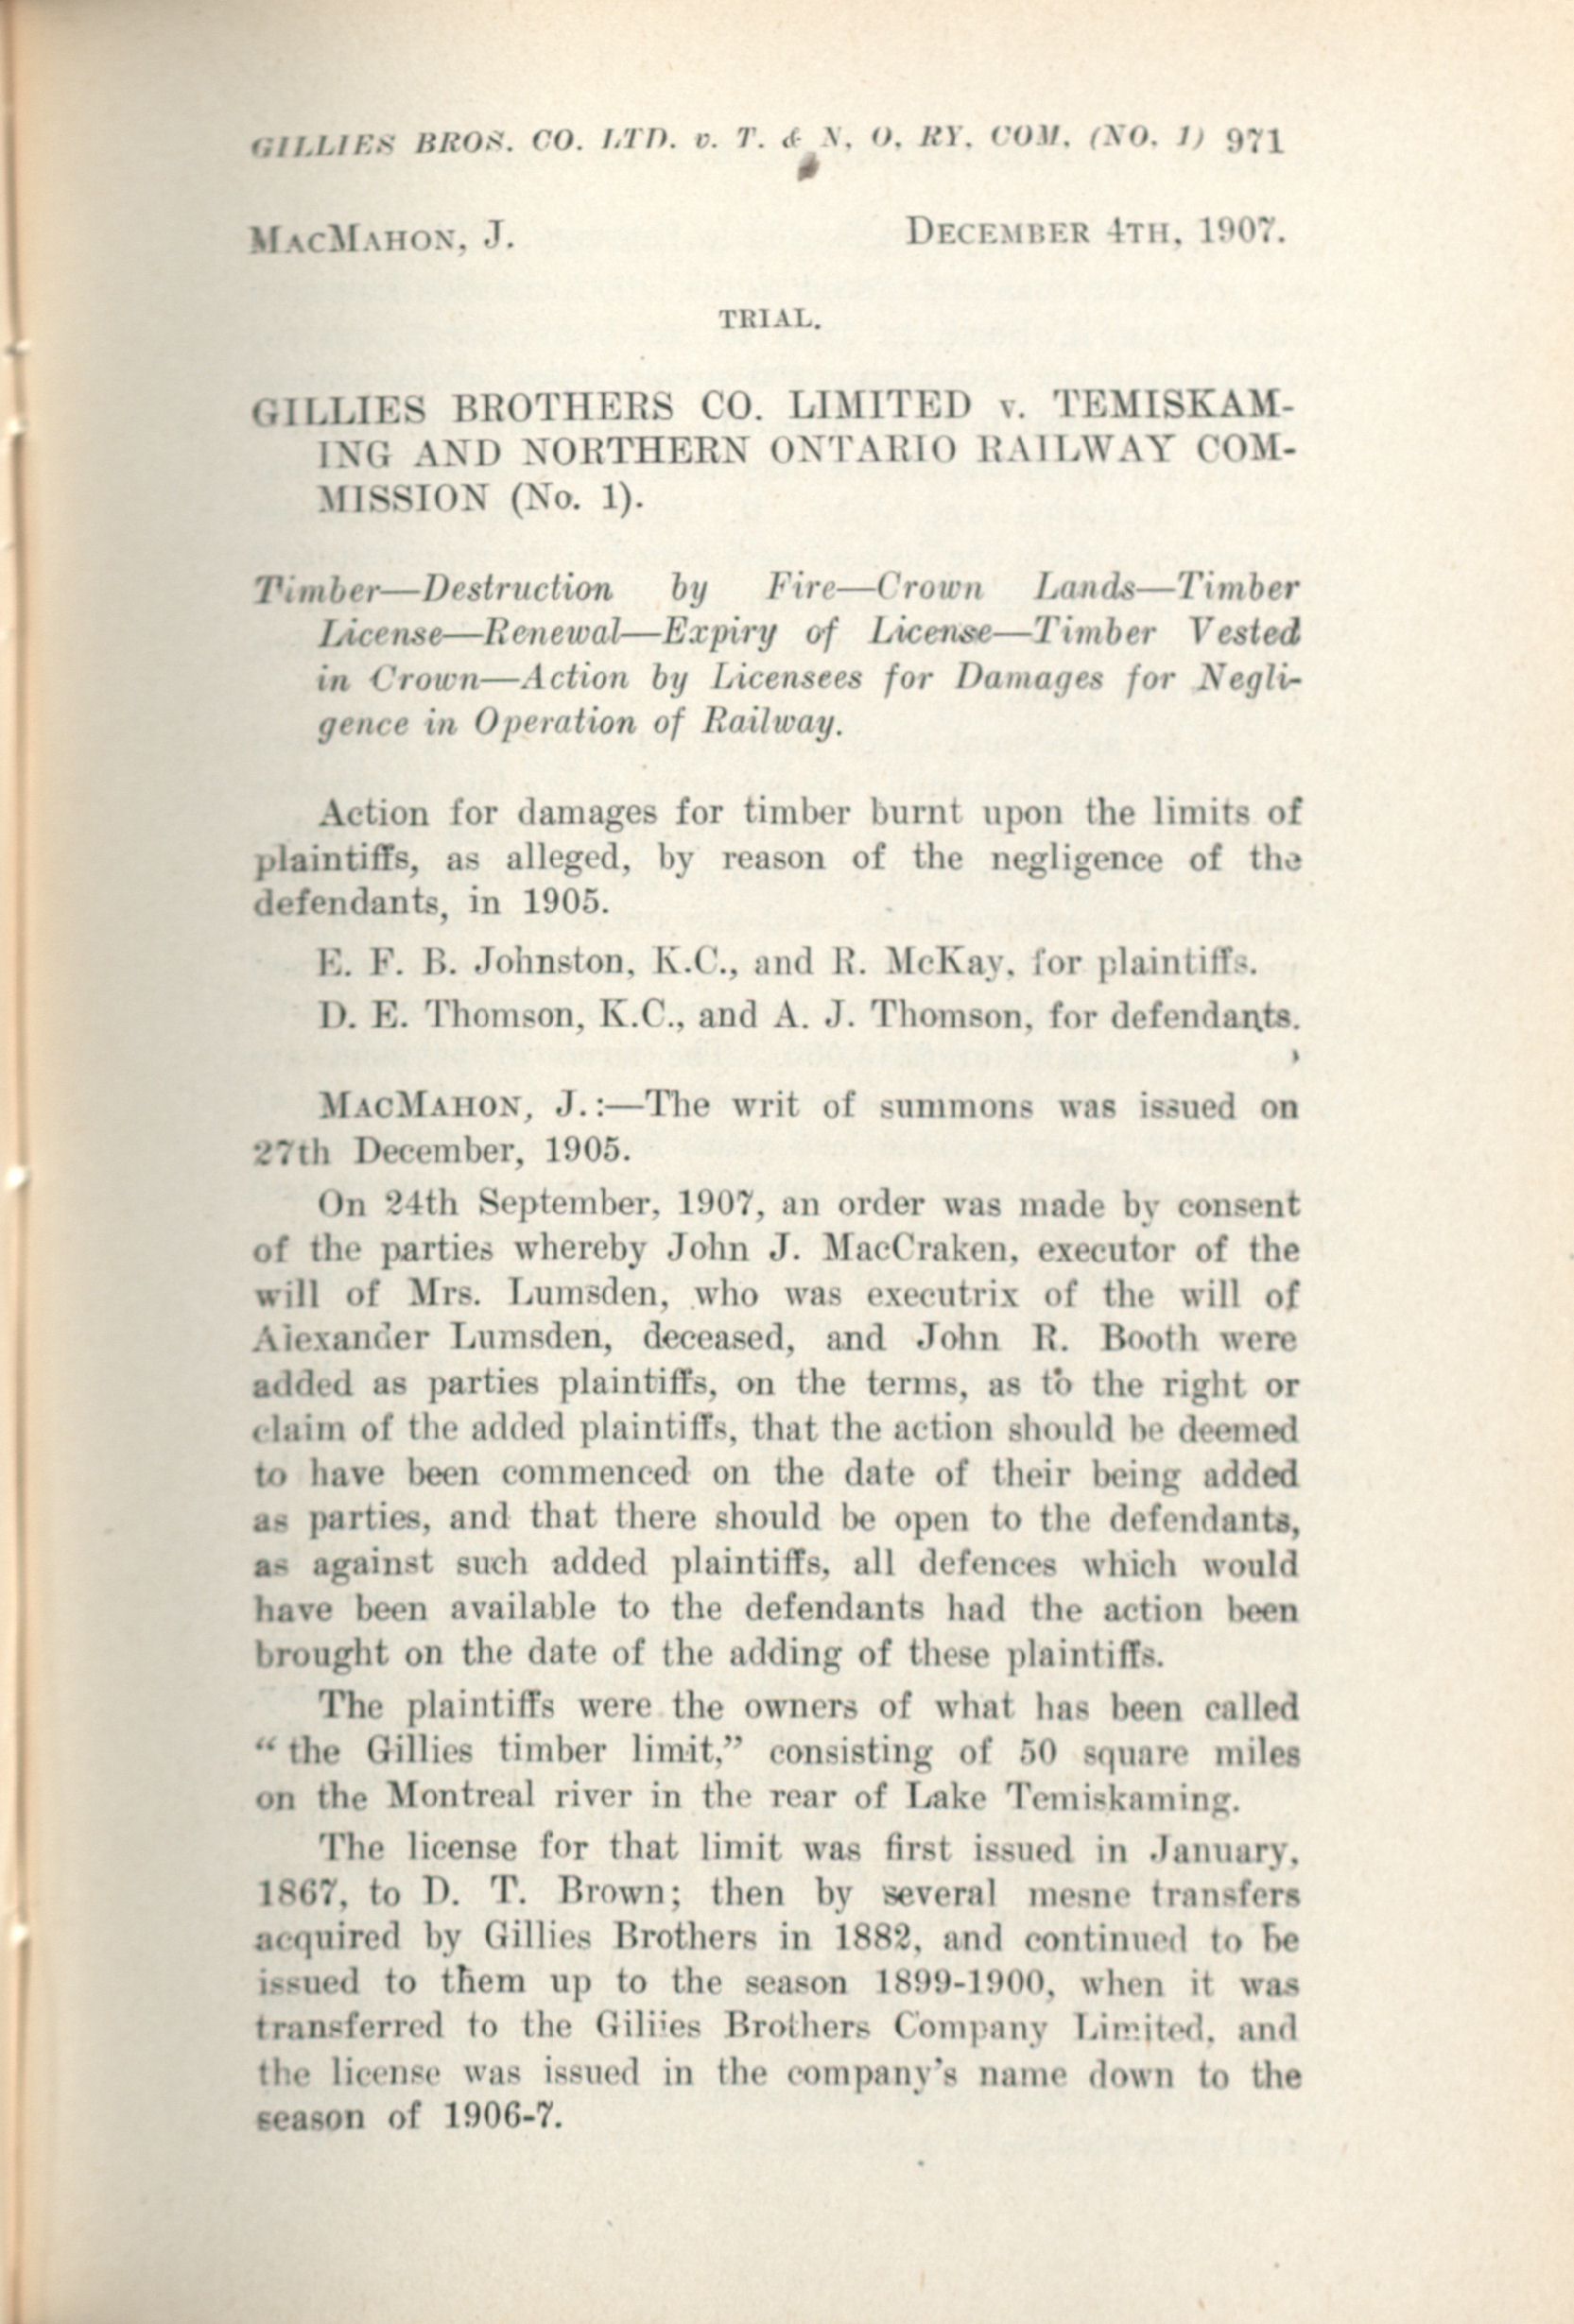 GILLIES BROS. CO. LTD. v. T. & N. O. RY. COM. (NO. 1) 971
MACMAHON, J. DECEMBER 4TH, 1907.
TRIAL.
GILLIES BROTHERS CO. LIMITED v. TEMISKAM-
ING AND NORTHERN ONTARIO RAILWAY COM-
MISSION (No. 1).
Timber—Destruction by Fire—Crown Lands—Timber
License—Renewal—Expiry of License—Timber Vested
in Crown—Action by Licensees for Damages for Negli-
gence in Operation of Railway.
Action for damages for timber burnt upon the limits of
plaintiffs, as alleged, by reason of the negligence of the
defendants, in 1905.
E. F. B. Johnston, K.C., and R. McKay, for plaintiffs.
D. E. Thomson, K.C., and A. J. Thomson, for defendants.
MACMAHON, J.:—The writ of summons was issued on
27th December, 1905.
On 24th September, 1907, an order was made by consent
of the parties whereby John J. MacCraken, executor of the
will of Mrs. Lumsden, who was executrix of the will of
Alexander Lumsden, deceased, and John R. Booth were
added as parties plaintiffs, on the terms, as to the right or
claim of the added plaintiffs, that the action should be deemed
to have been commenced on the date of their being added
as parties, and that there should be open to the defendants,
as against such added plaintiffs, all defences which would
have been available to the defendants had the action been
brought on the date of the adding of these plaintiffs.
The plaintiffs were the owners of what has been called
“the Gillies timber limit,” consisting of 50 square miles
on the Montreal river in the rear of Lake Temiskaming.
The license for that limit was first issued in January,
1867, to D. T. Brown; then by several mesne transfers
acquired by Gillies Brothers in 1882, and continued to be
issued to them up to the season 1899-1900, when it was
transferred to the Gillies Brothers Company Limited, and
the license was issued in the company's name down to the
season of 1906-7.